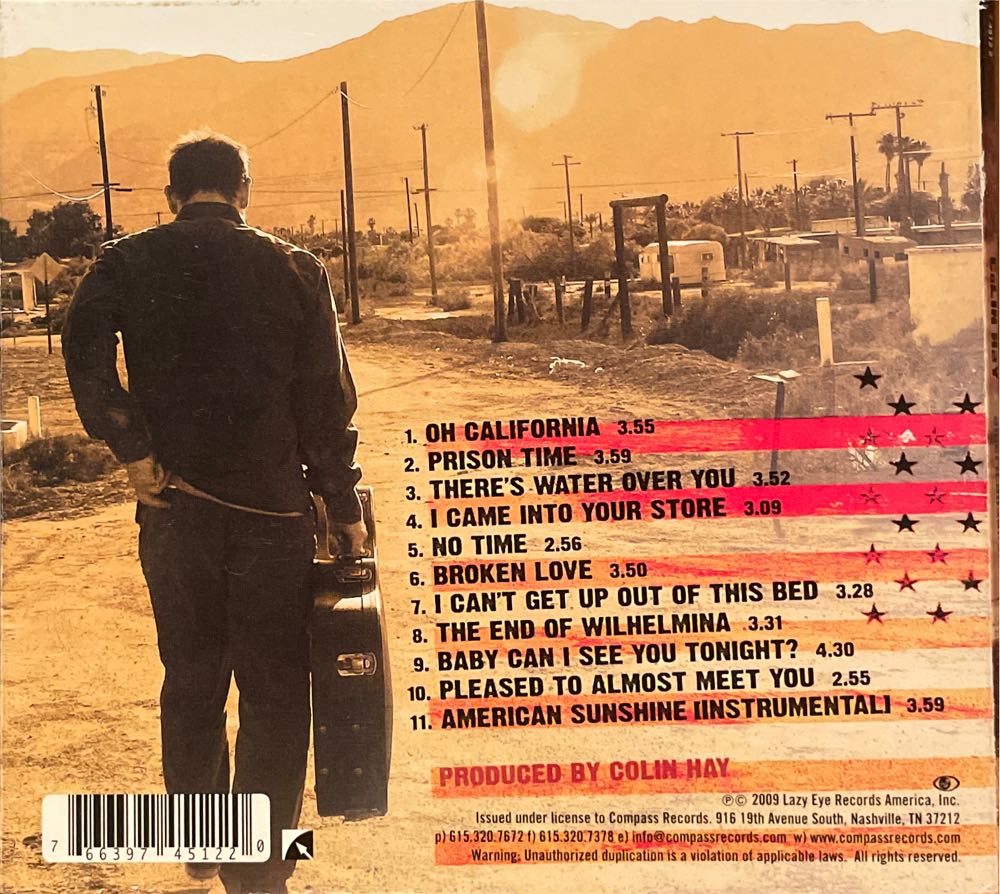 1. OH CALIFORNIA 3.55
2. PRISON TIME 3.59
3. THERE'S WATER OVER YOU 3.52
4. I CAME INTO YOUR STORE 3.09
5. NO TIME 2.56
6. BROKEN LOVE 3.50
7. I CAN'T GET UP OUT OF THIS BED 3.28
8. THE END OF WILHELMINA 3.31
9. BABY CAN I SEE YOU TONIGHT? 4.30
10. PLEASED TO ALMOST MEET YOU 2.55
11. AMERICAN SUNSHINE [INSTRUMENTAL] 3.59
PRODUCED BY COLIN HAY
℗© 2009 Lazy Eye Records America, Inc.
Issued under license to Compass Records. 916 19th Avenue South, Nashville, TN 37212
p) 615.320.7672 f) 615.320.7378 e) info@compassrecords.com w) www.compassrecords.com
Warning: Unauthorized duplication is a violation of applicable laws. All rights reserved.
7 66397 45122 0